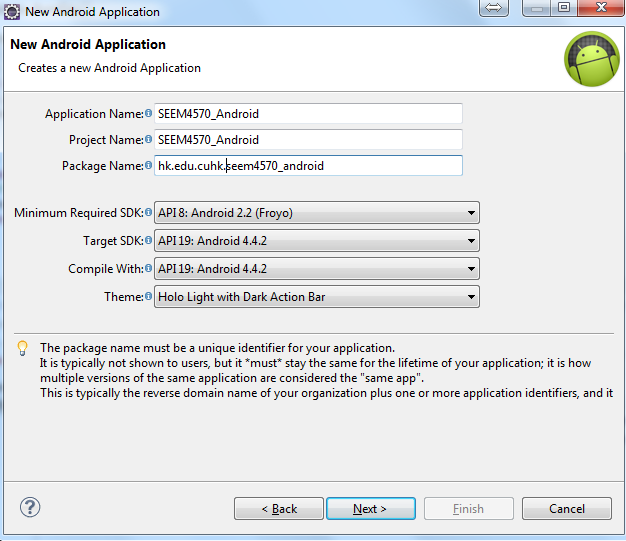 New Android Application
New Android Application
Creates a new Android Application
Application Name: SEEM4570_Android
Project Name: SEEM4570_Android
Package Name: hk.edu.cuhk.seem4570_android
Minimum Required SDK: API 8: Android 2.2 (Froyo)
Target SDK: API 19: Android 4.4.2
Compile With: API 19: Android 4.4.2
Theme: Holo Light with Dark Action Bar
The package name must be a unique identifier for your application.
It is typically not shown to users, but it *must* stay the same for the lifetime of your application; it is how
multiple versions of the same application are considered the "same app".
This is typically the reverse domain name of your organization plus one or more application identifiers, and it
? < Back Next > Finish Cancel